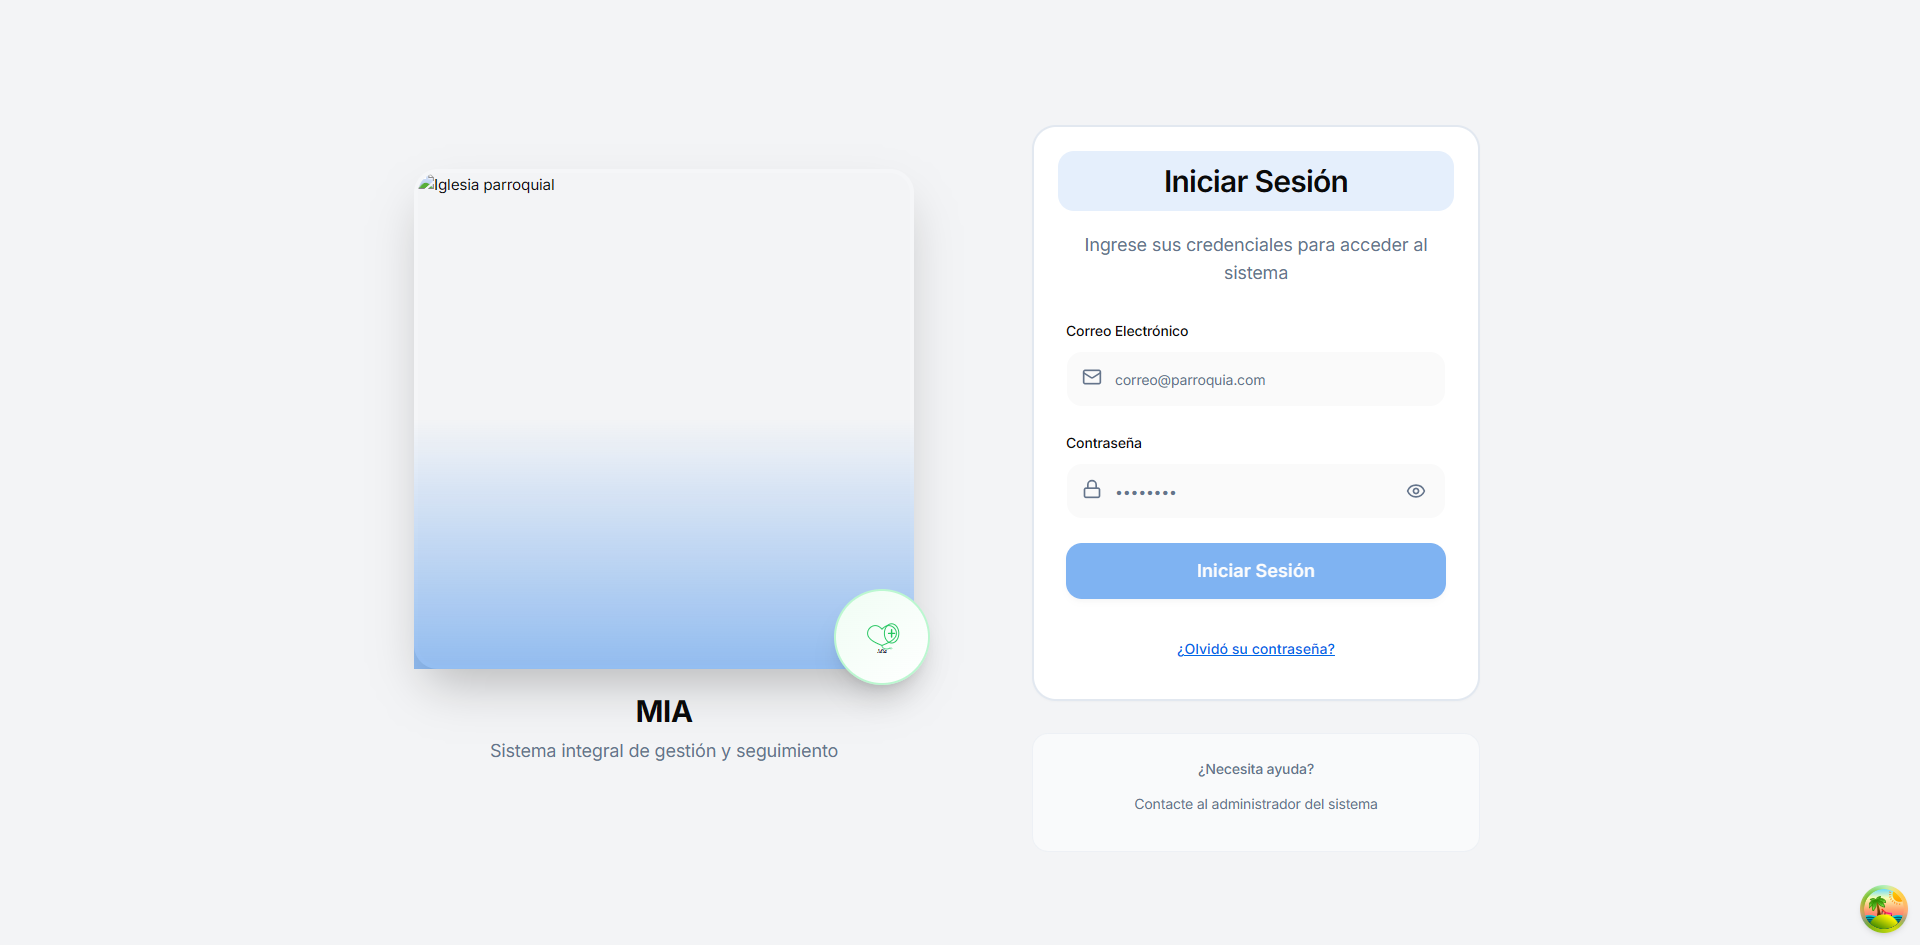 Iglesia parroquial
MIA
Sistema integral de gestión y seguimiento
Iniciar Sesión
Ingrese sus credenciales para acceder al
sistema
Correo Electrónico
correo@parroquia.com
Contraseña
••••••••
Iniciar Sesión
¿Olvidó su contraseña?
¿Necesita ayuda?
Contacte al administrador del sistema